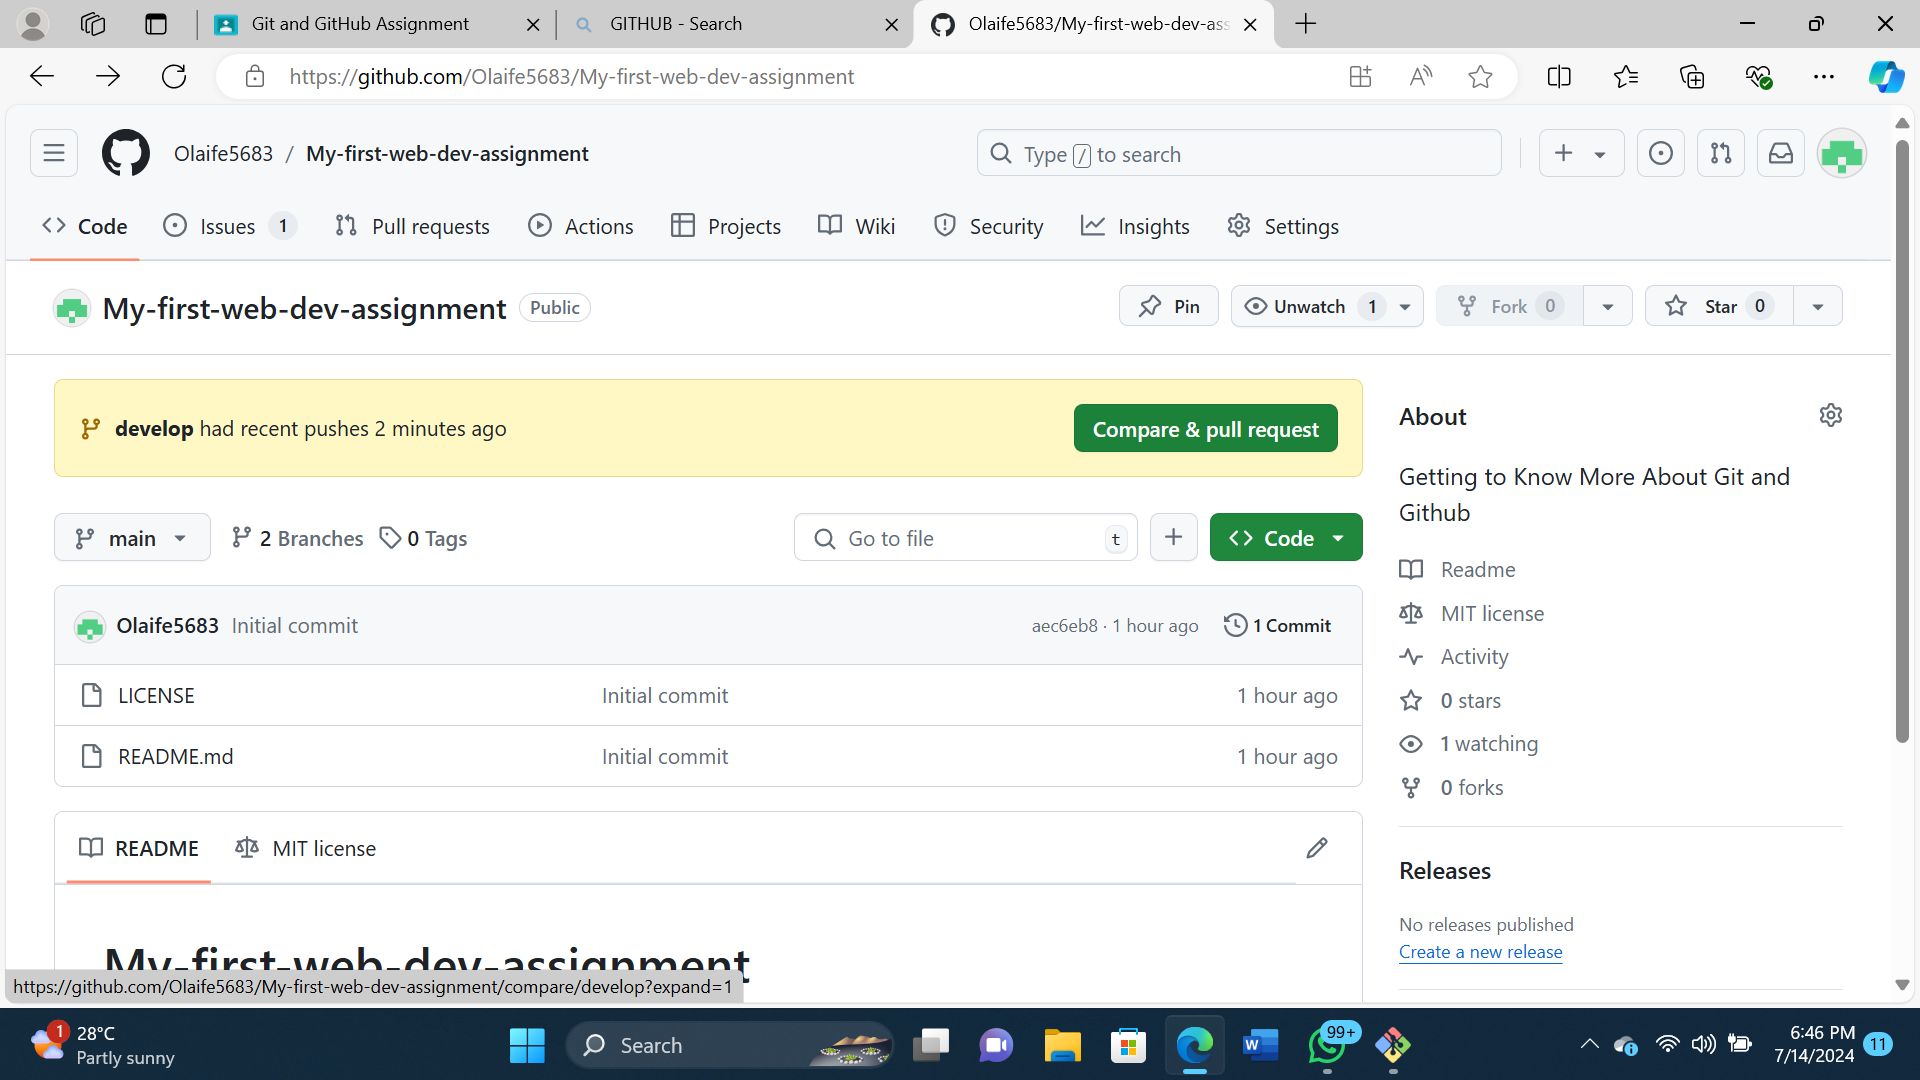 Git and GitHub Assignment
GITHUB - Search
Olaife5683/My-first-web-dev-ass
https://github.com/Olaife5683/My-first-web-dev-assignment
Olaife5683 / My-first-web-dev-assignment
Type / to search
Code
Issues 1
Pull requests
Actions
Projects
Wiki
Security
Insights
Settings
My-first-web-dev-assignment Public
Pin
Unwatch 1
Fork 0
Star 0
develop had recent pushes 2 minutes ago
Compare & pull request
main
2 Branches
0 Tags
Go to file t
Code
Olaife5683 Initial commit
aec6eb8 · 1 hour ago
1 Commit
LICENSE Initial commit 1 hour ago
README.md Initial commit 1 hour ago
README
MIT license
My-first-web-dev-assignment
About
Getting to Know More About Git and
Github
Readme
MIT license
Activity
0 stars
1 watching
0 forks
Releases
No releases published
Create a new release
https://github.com/Olaife5683/My-first-web-dev-assignment/compare/develop?expand=1
1
28°C
Partly sunny
Search
W
99+
6:46 PM
7/14/2024
11